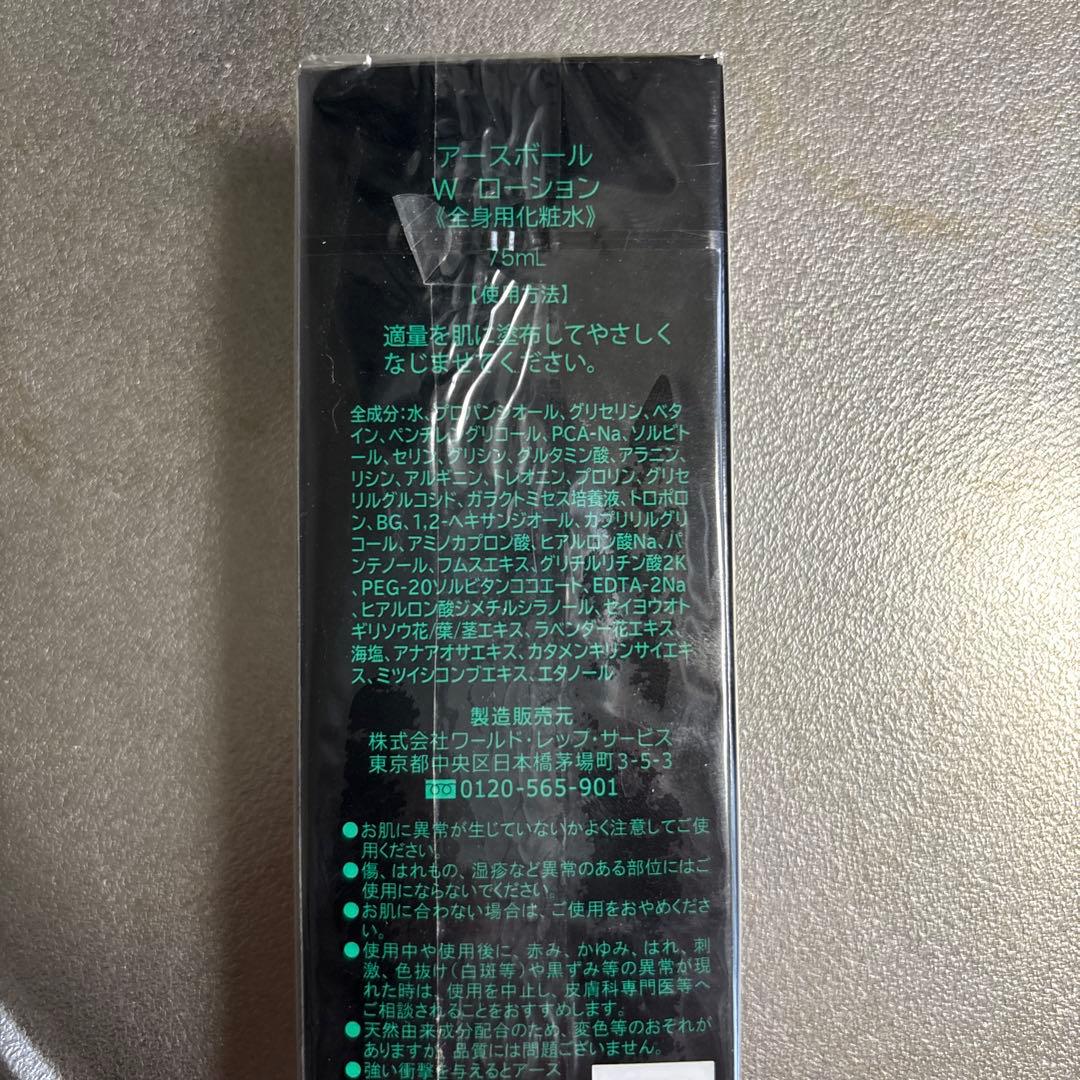 アースボール
W ローション
《全身用化粧水》
75mL
【使用方法】
適量を肌に塗布してやさしく
なじませてください。
全成分:水、プロパンジオール、グリセリン、ベタ
イン、ペンチレングリコール、PCA-Na、ソルビト
ール、セリン、グリシン、グルタミン酸、アラニン、
リシン、アルギニン、トレオニン、プロリン、グリセ
リルグルコシド、ガラクトミセス培養液、トロポロ
ン、BG、1,2-ヘキサンジオール、カプリリルグリ
コール、アミノカプロン酸、ヒアルロン酸Na、パ
ンテノール、フムスエキス、グリチルリチン酸2K
、PEG-20ソルビタンココエート、EDTA-2Na
、ヒアルロン酸ジメチルシラノール、セイヨウオト
ギリソウ花/葉/茎エキス、ラベンダー花エキス、
海塩、アナアオサエキス、カタメンキリンサイエキ
ス、ミツイシコンブエキス、エタノール
製造販売元
株式会社ワールド・レップ・サービス
東京都中央区日本橋茅場町3-5-3
0120-565-901
●お肌に異常が生じていないかよく注意してご使
用ください。
●傷、はれもの、湿疹など異常のある部位にはご
使用にならないでください。
●お肌に合わない場合は、ご使用をおやめくださ
い。
●使用中や使用後に、赤み、かゆみ、はれ、刺
激、色抜け(白斑等)や黒ずみ等の異常が現
れた時は、使用を中止し、皮膚科専門医等へ
ご相談されることをおすすめします。
●天然由来成分配合のため、変色等のおそれが
ありますが、品質には問題ございません。
●強い衝撃を与えるとアース